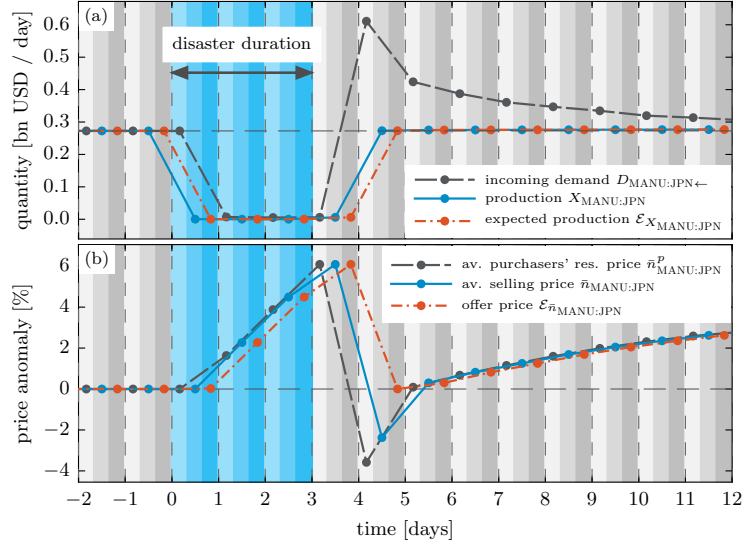 (a)
0.6
0.5
0.4
0.3
0.2
0.1
0.0
quantity [bn USD / day]
disaster duration
incoming demand D_MANU:JPN←
production X_MANU:JPN
expected production ℰ_X_MANU:JPN
(b)
6
4
2
0
−2
−4
price anomaly [%]
av. purchasers' res. price n̄^p_MANU:JPN
av. selling price n̄_MANU:JPN
offer price ℰ_n̄_MANU:JPN
−2 −1 0 1 2 3 4 5 6 7 8 9 10 11 12
time [days]